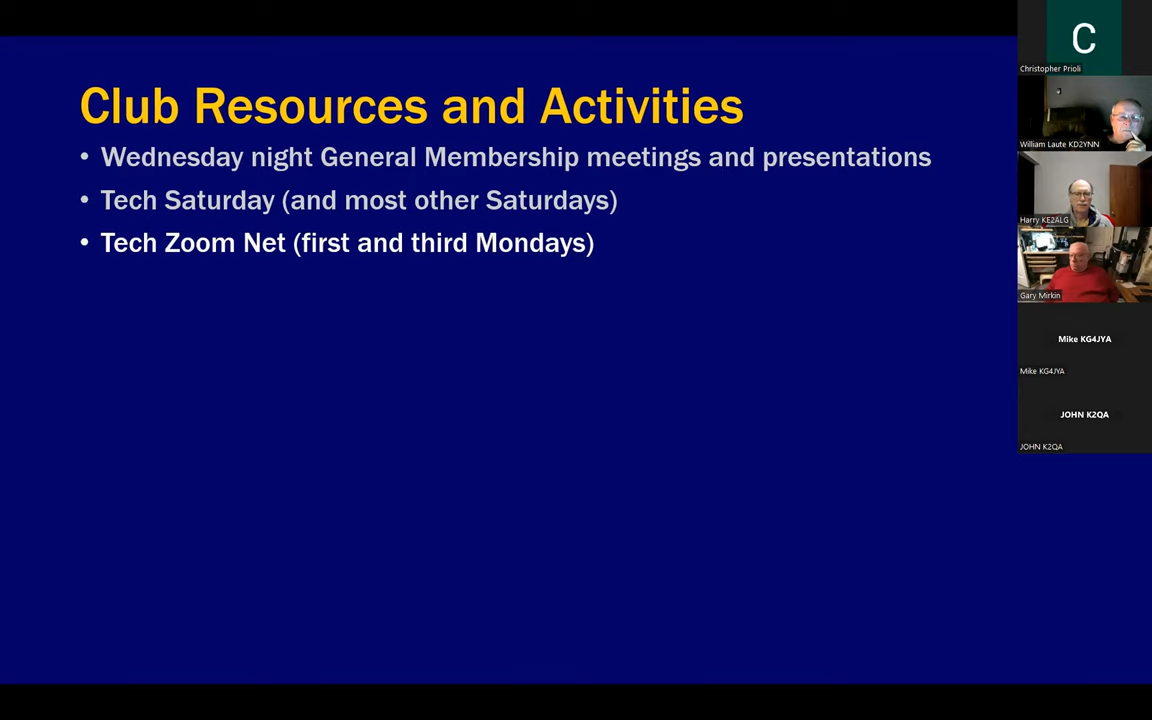 Club Resources and Activities
• Wednesday night General Membership meetings and presentations
• Tech Saturday (and most other Saturdays)
• Tech Zoom Net (first and third Mondays)
C
Christopher Prioli
William Laute KD2YNN
Harry KE2ALG
Gary Mirkin
Mike KG4JYA
Mike KG4JYA
JOHN K2QA
JOHN K2QA